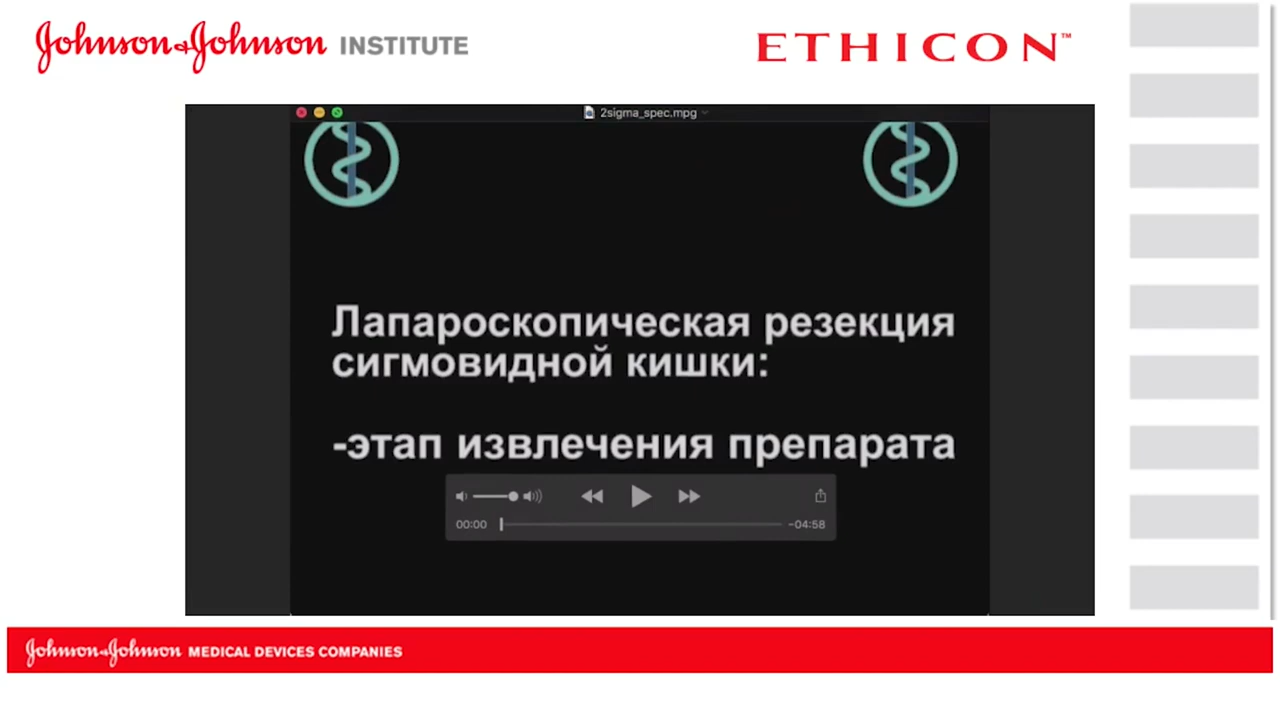 Johnson & Johnson INSTITUTE
ETHICON™
2sigma_spec.mpg
Лапароскопическая резекция
сигмовидной кишки:
-этап извлечения препарата
00:00
−04:58
Johnson & Johnson MEDICAL DEVICES COMPANIES